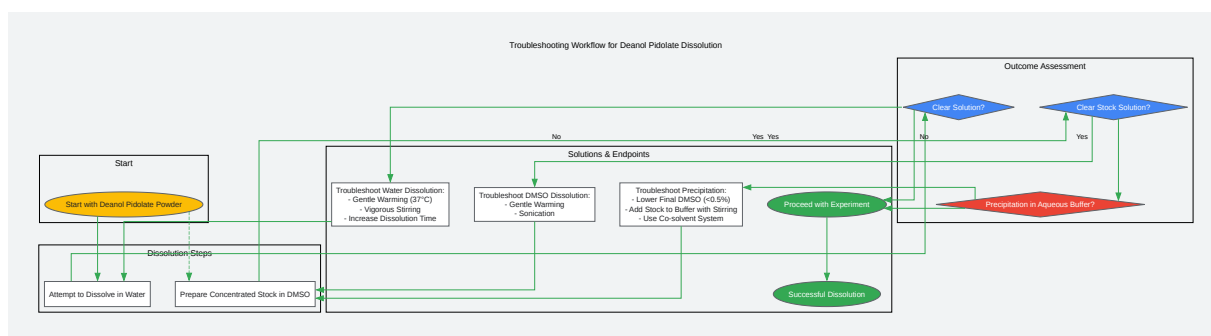 Troubleshooting Workflow for Deanol Pidolate Dissolution
Outcome Assessment
Clear Solution?
Clear Stock Solution?
No
Yes Yes
No
Yes
Start
Solutions & Endpoints
Start with Deanol Pidolate Powder
Troubleshoot Water Dissolution:
- Gentle Warming (37°C)
- Vigorous Stirring
- Increase Dissolution Time
Troubleshoot DMSO Dissolution:
- Gentle Warming
- Sonication
Troubleshoot Precipitation:
- Lower Final DMSO (<0.5%)
- Add Stock to Buffer with Stirring
- Use Co-solvent System
Proceed with Experiment
Precipitation in Aqueous Buffer?
Dissolution Steps
Attempt to Dissolve in Water
Prepare Concentrated Stock in DMSO
Successful Dissolution